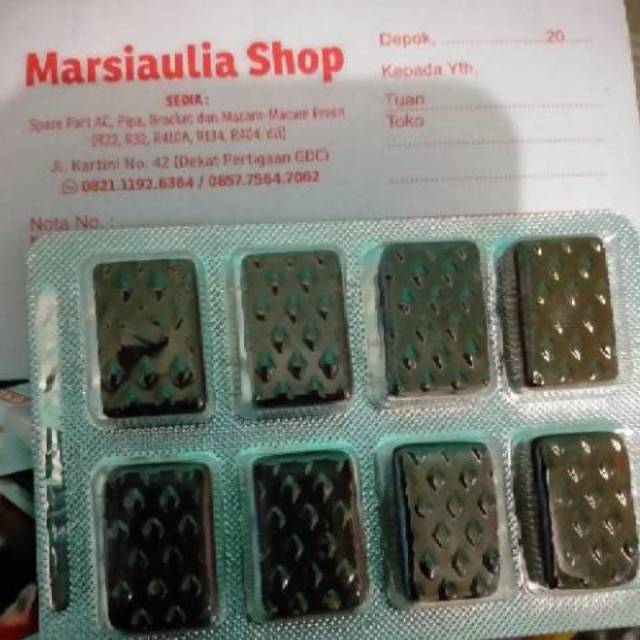 Marsiaulia Shop
SEDIA :
Spare Part AC, Pipa, Bracket dan Macam-Macam Freon
(R22, R32, R410A, R134, R404, dll)
Jl. Kartini No. 42 (Dekat Pertigaan GDC)
0821.1192.6384 / 0857.7564.7062
Nota No. :
Depok, ........................20......
Kepada Yth,
Tuan
Toko